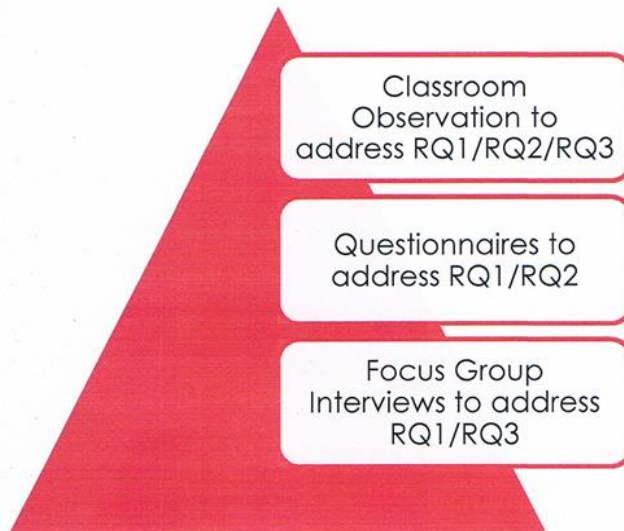 Classroom
Observation to
address RQ1/RQ2/RQ3
Questionnaires to
address RQ1/RQ2
Focus Group
Interviews to address
RQ1/RQ3